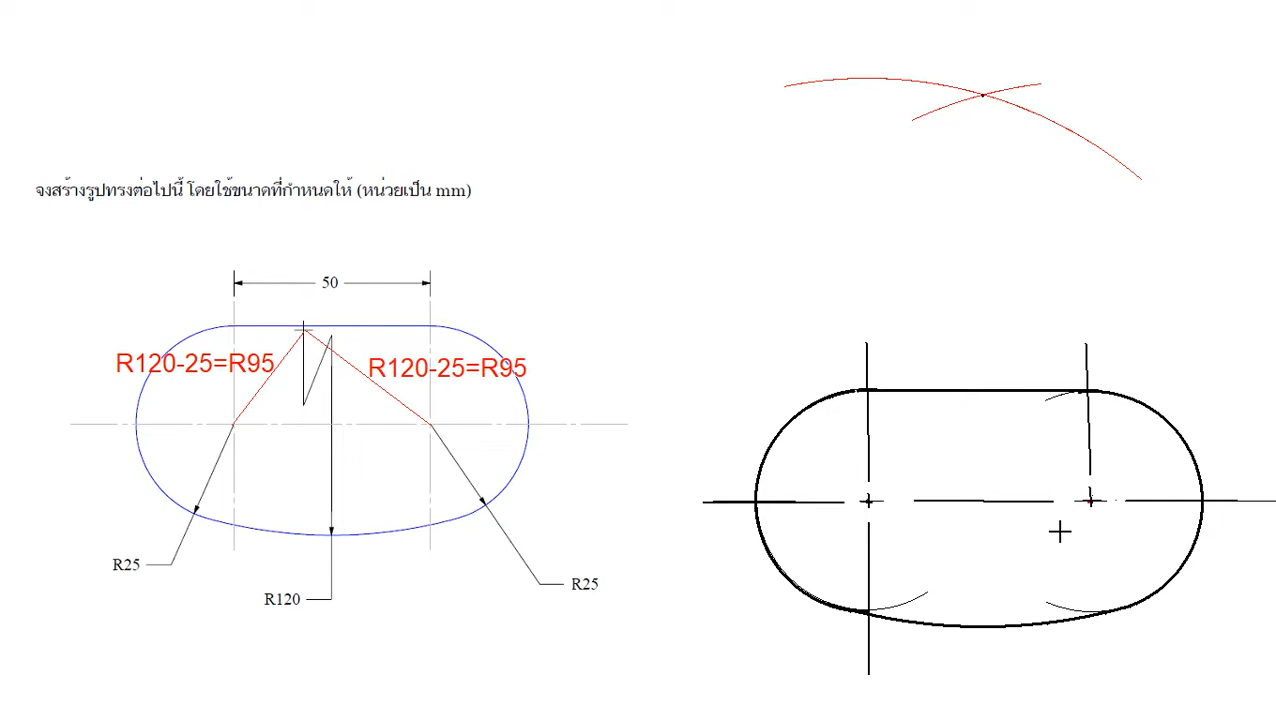 จงสร้างรูปทรงต่อไปนี้ โดยใช้ขนาดที่กำหนดให้ (หน่วยเป็น mm)
50
R120-25=R95
R120-25=R95
R25
R120
R25